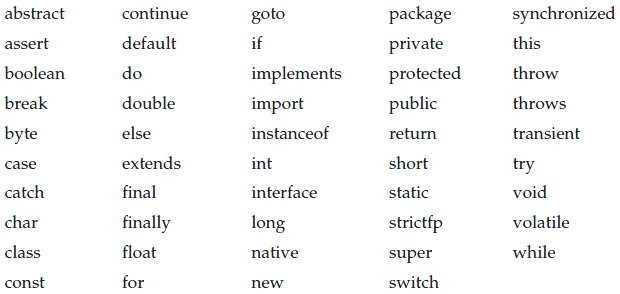 abstract continue goto package synchronized
assert default if private this
boolean do implements protected throw
break double import public throws
byte else instanceof return transient
case extends int short try
catch final interface static void
char finally long strictfp volatile
class float native super while
const for new switch